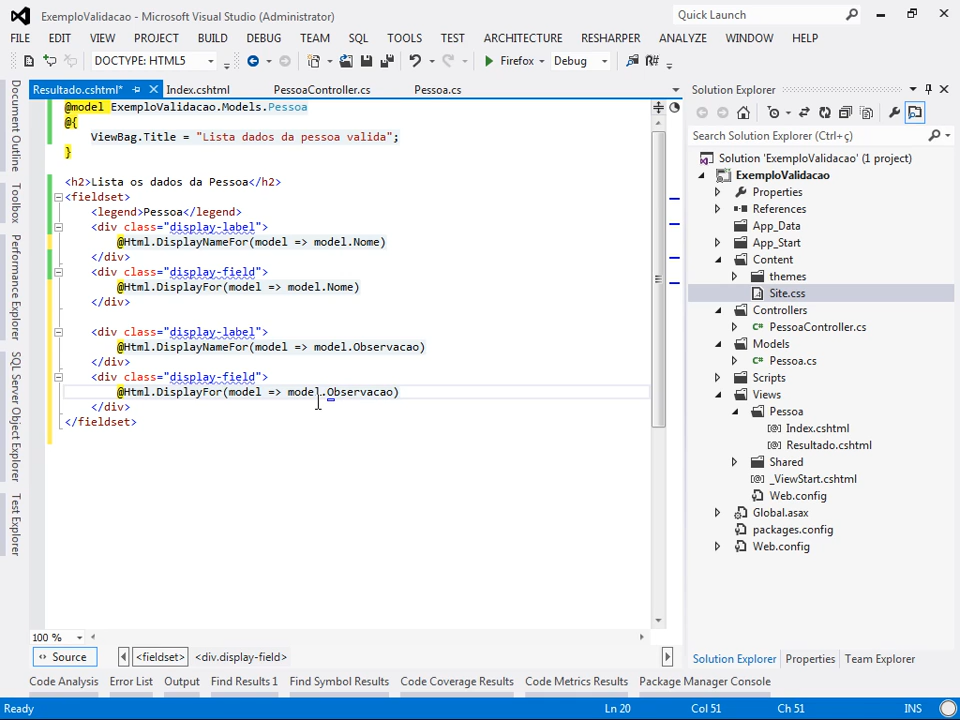 ExemploValidacao - Microsoft Visual Studio (Administrator)
Quick Launch
FILE EDIT VIEW PROJECT BUILD DEBUG TEAM SQL TOOLS TEST ARCHITECTURE RESHARPER ANALYZE WINDOW HELP
DOCTYPE: HTML5 Firefox Debug R#
Resultado.cshtml* Index.cshtml PessoaController.cs Pessoa.cs
Document Outline
Toolbox
Performance Explorer
SQL Server Object Explorer
Test Explorer
@model ExemploValidacao.Models.Pessoa
@{
ViewBag.Title = "Lista dados da pessoa valida";
}
<h2>Lista os dados da Pessoa</h2>
<fieldset>
<legend>Pessoa</legend>
<div class="display-label">
@Html.DisplayNameFor(model => model.Nome)
</div>
<div class="display-field">
@Html.DisplayFor(model => model.Nome)
</div>
<div class="display-label">
@Html.DisplayNameFor(model => model.Observacao)
</div>
<div class="display-field">
@Html.DisplayFor(model => model.Observacao)
</div>
</fieldset>
100 %
Source <fieldset> <div.display-field>
Solution Explorer
Search Solution Explorer (Ctrl+ç)
Solution 'ExemploValidacao' (1 project)
ExemploValidacao
Properties
References
App_Data
App_Start
Content
themes
Site.css
Controllers
C# PessoaController.cs
Models
C# Pessoa.cs
Scripts
Views
Pessoa
[@] Index.cshtml
[@] Resultado.cshtml
Shared
[@] _ViewStart.cshtml
Web.config
Global.asax
packages.config
Web.config
Solution Explorer Properties Team Explorer
Code Analysis Error List Output Find Results 1 Find Symbol Results Code Coverage Results Code Metrics Results Package Manager Console
Ready Ln 20 Col 51 Ch 51 INS